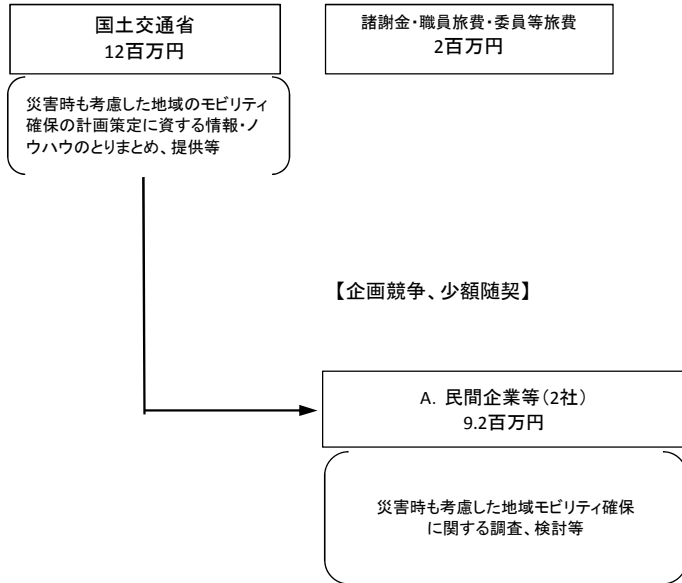 国土交通省
12百万円
諸謝金・職員旅費・委員等旅費
2百万円
災害時も考慮した地域のモビリティ
確保の計画策定に資する情報・ノ
ウハウのとりまとめ、提供等
【企画競争、少額随契】
A. 民間企業等(2社)
9.2百万円
災害時も考慮した地域モビリティ確保
に関する調査、検討等